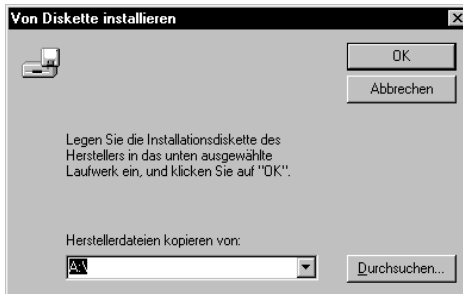 Von Diskette installieren
OK
Abbrechen
Legen Sie die Installationsdiskette des
Herstellers in das unten ausgewählte
Laufwerk ein, und klicken Sie auf "OK".
Herstellerdateien kopieren von:
A:\
Durchsuchen...